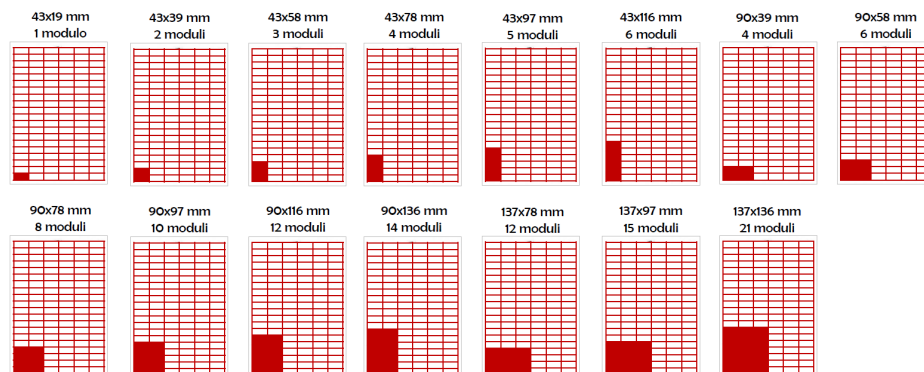 43x19 mm
1 modulo
43x39 mm
2 moduli
43x58 mm
3 moduli
43x78 mm
4 moduli
43x97 mm
5 moduli
43x116 mm
6 moduli
90x39 mm
4 moduli
90x58 mm
6 moduli
90x78 mm
8 moduli
90x97 mm
10 moduli
90x116 mm
12 moduli
90x136 mm
14 moduli
137x78 mm
12 moduli
137x97 mm
15 moduli
137x136 mm
21 moduli